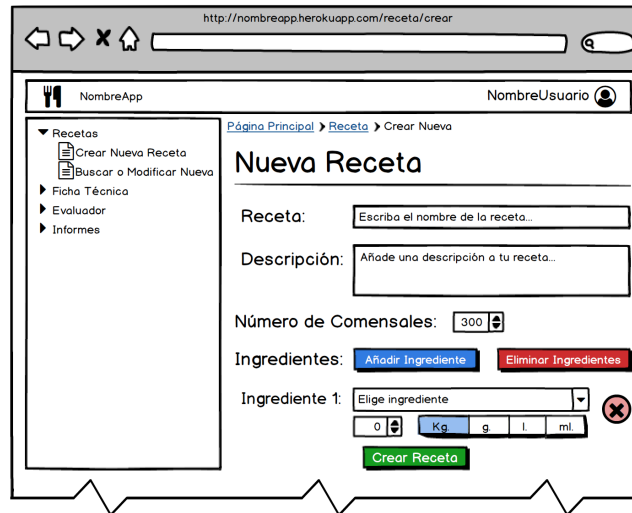 http://nombreapp.herokuapp.com/receta/crear
NombreApp
NombreUsuario
Recetas
Crear Nueva Receta
Buscar o Modificar Nueva
Ficha Técnica
Evaluador
Informes
Página Principal Receta Crear Nueva
Nueva Receta
Receta: Escriba el nombre de la receta...
Descripción: Añade una descripción a tu receta...
Número de Comensales: 300
Ingredientes: Añadir Ingrediente Eliminar Ingredientes
Ingrediente 1: Elige ingrediente
0 Kg. g. l. ml.
Crear Receta